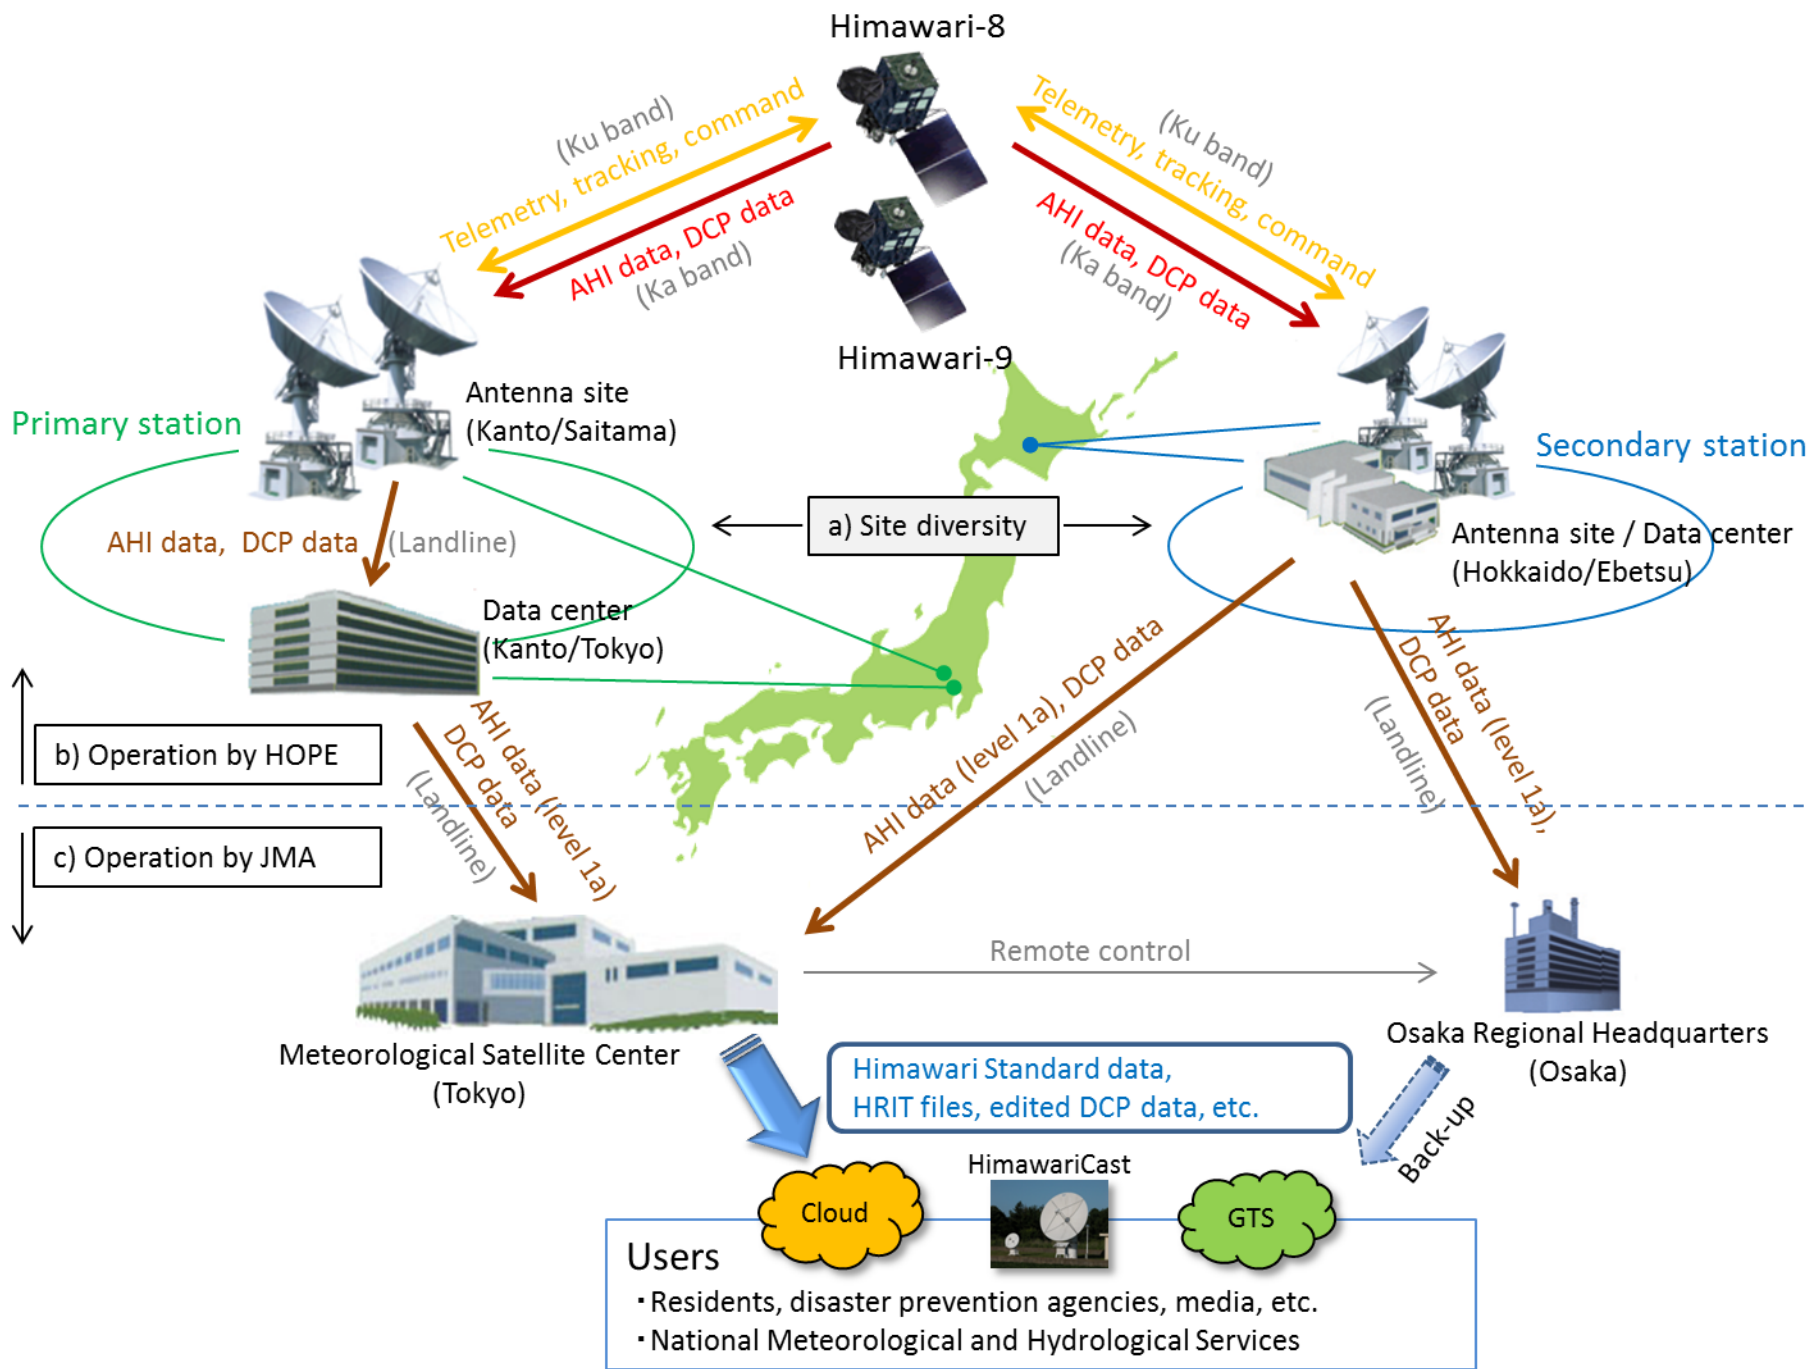 Himawari-8
(Ku band)
Telemetry, tracking, command
AHI data, DCP data
(Ka band)
(Ku band)
Telemetry, tracking, command
AHI data, DCP data
(Ka band)
Himawari-9
Primary station
Antenna site
(Kanto/Saitama)
Secondary station
Antenna site / Data center
(Hokkaido/Ebetsu)
a) Site diversity
AHI data, DCP data (Landline)
Data center
(Kanto/Tokyo)
b) Operation by HOPE
c) Operation by JMA
AHI data (level 1a)
DCP data
(Landline)
AHI data (level 1a), DCP data
(Landline)
AHI data (level 1a),
DCP data
(Landline)
Remote control
Meteorological Satellite Center
(Tokyo)
Osaka Regional Headquarters
(Osaka)
Himawari Standard data,
HRIT files, edited DCP data, etc.
Back-up
HimawariCast
Cloud
GTS
Users
・Residents, disaster prevention agencies, media, etc.
・National Meteorological and Hydrological Services